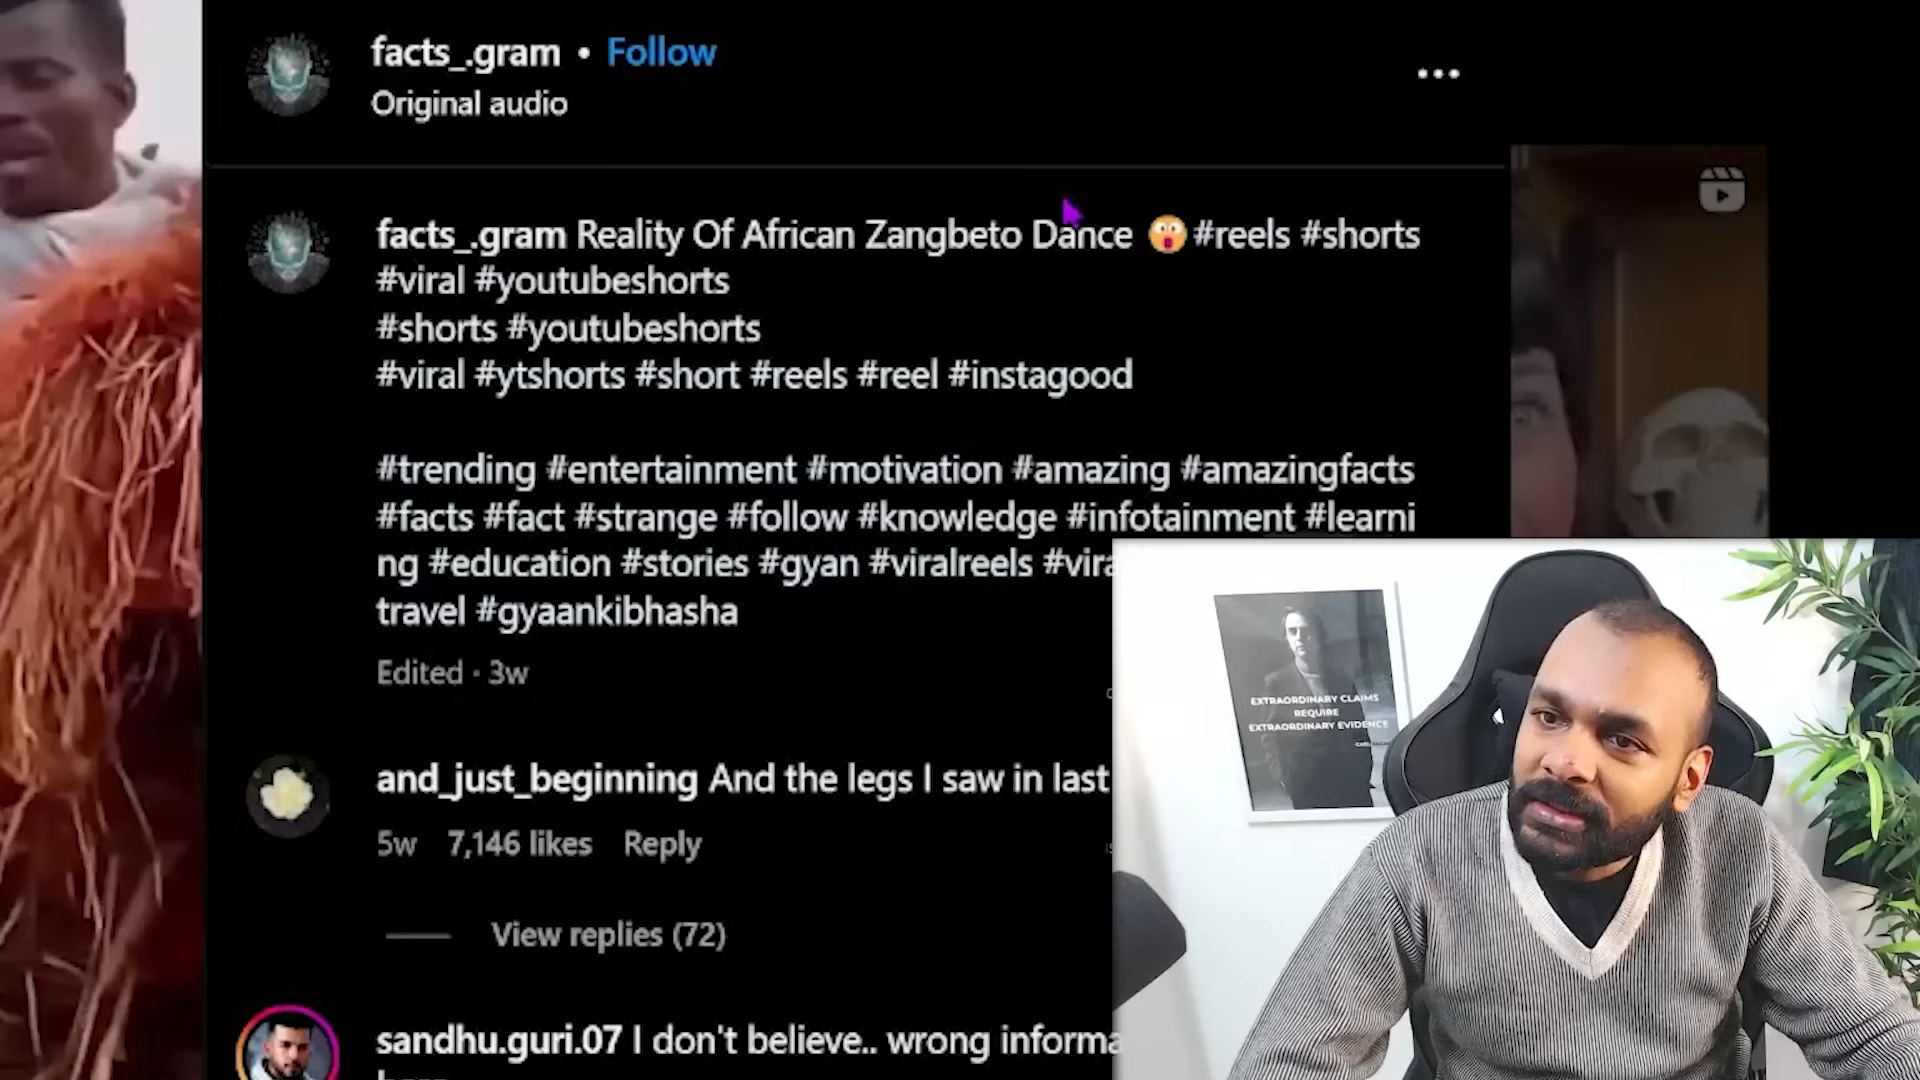 facts_.gram • Follow
Original audio
facts_.gram Reality Of African Zangbeto Dance 😲 #reels #shorts
#viral #youtubeshorts
#shorts #youtubeshorts
#viral #ytshorts #short #reels #reel #instagood
#trending #entertainment #motivation #amazing #amazingfacts
#facts #fact #strange #follow #knowledge #infotainment #learni
ng #education #stories #gyan #viralreels #vira
travel #gyaankibhasha
Edited · 3w
and_just_beginning And the legs I saw in last
5w 7,146 likes Reply
View replies (72)
sandhu.guri.07 I don't believe.. wrong informa
EXTRAORDINARY CLAIMS
REQUIRE
EXTRAORDINARY EVIDENCE